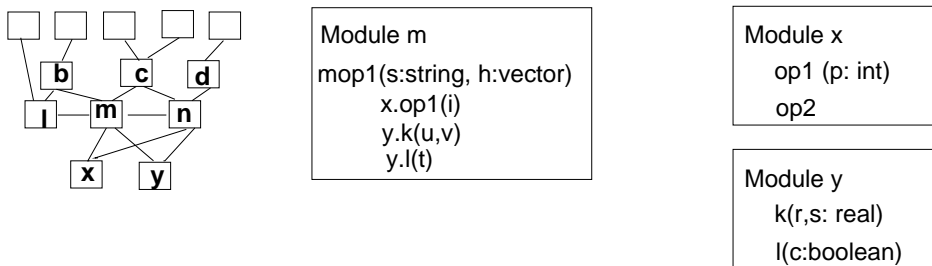 b
c
d
l
m
n
x
y
Module m
mop1(s:string, h:vector)
x.op1(i)
y.k(u,v)
y.l(t)
Module x
op1 (p: int)
op2
Module y
k(r,s: real)
l(c:boolean)